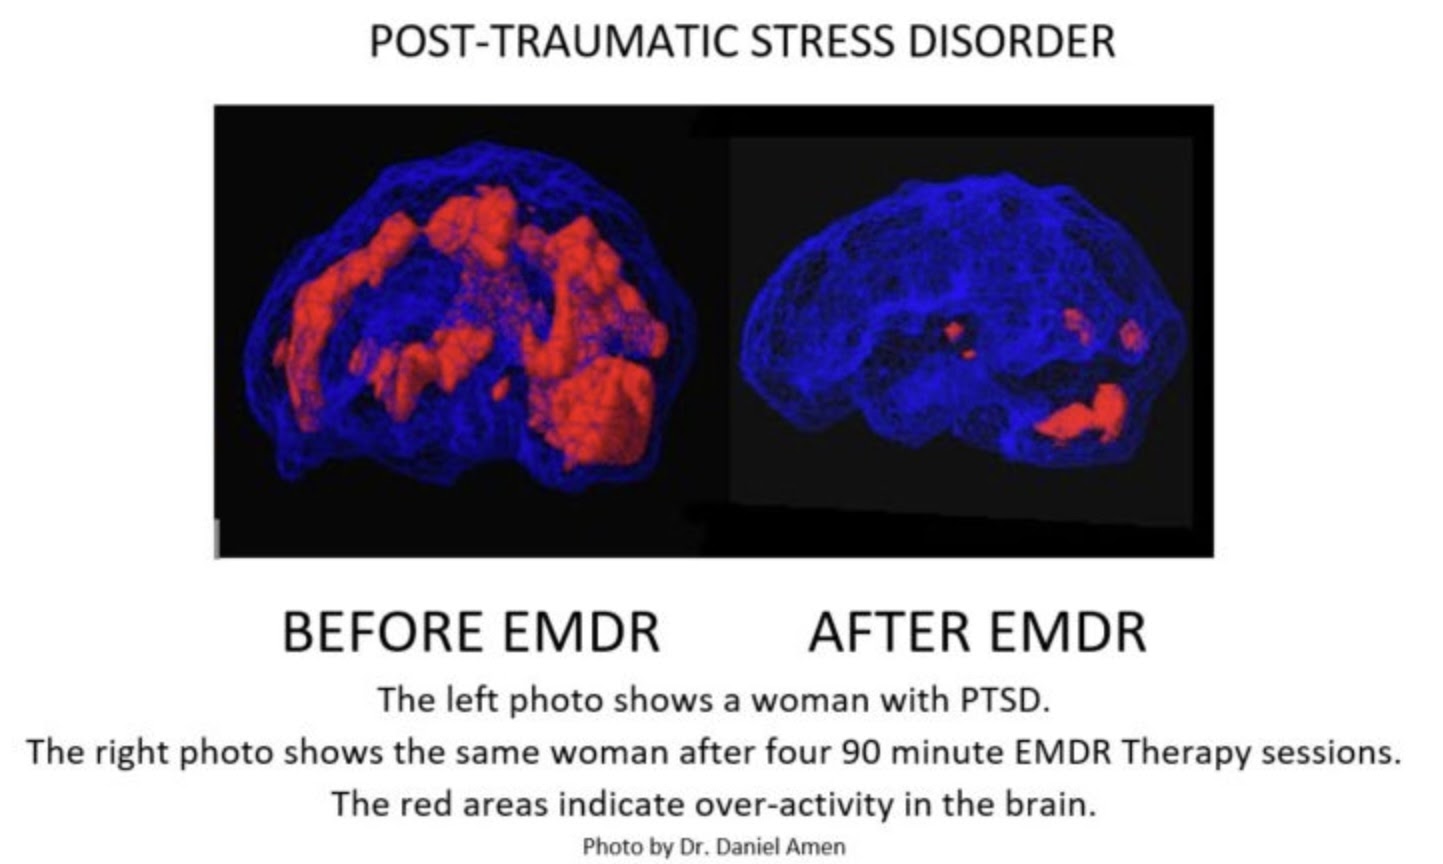 POST-TRAUMATIC STRESS DISORDER
BEFORE EMDR
AFTER EMDR
The left photo shows a woman with PTSD.
The right photo shows the same woman after four 90 minute EMDR Therapy sessions.
The red areas indicate over-activity in the brain.
Photo by Dr. Daniel Amen